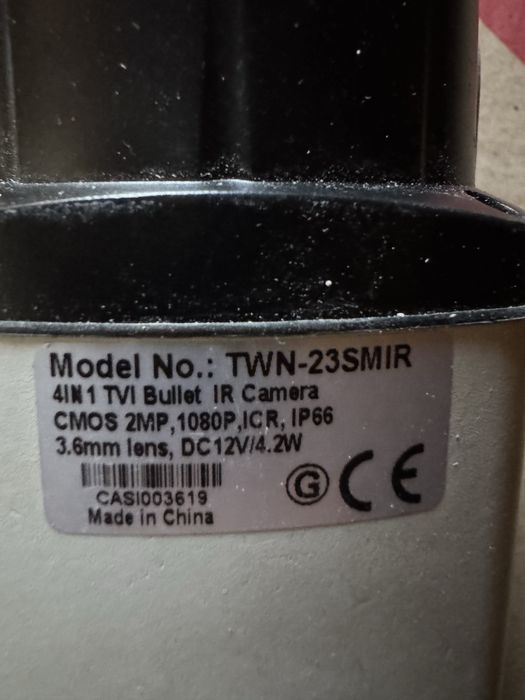 Model No.: TWN-23SMIR
4IN1 TVI Bullet IR Camera
CMOS 2MP,1080P,ICR, IP66
3.6mm lens, DC12V/4.2W
CASI003619
G CE
Made in China